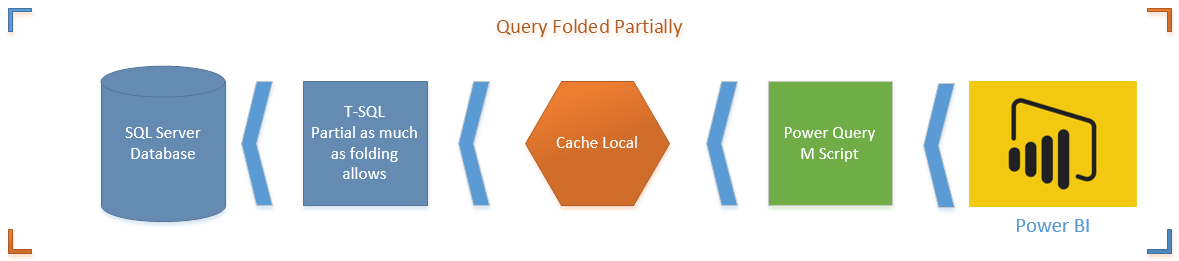 Query Folded Partially
SQL Server
Database
T-SQL
Partial as much
as folding
allows
Cache Local
Power Query
M Script
Power BI